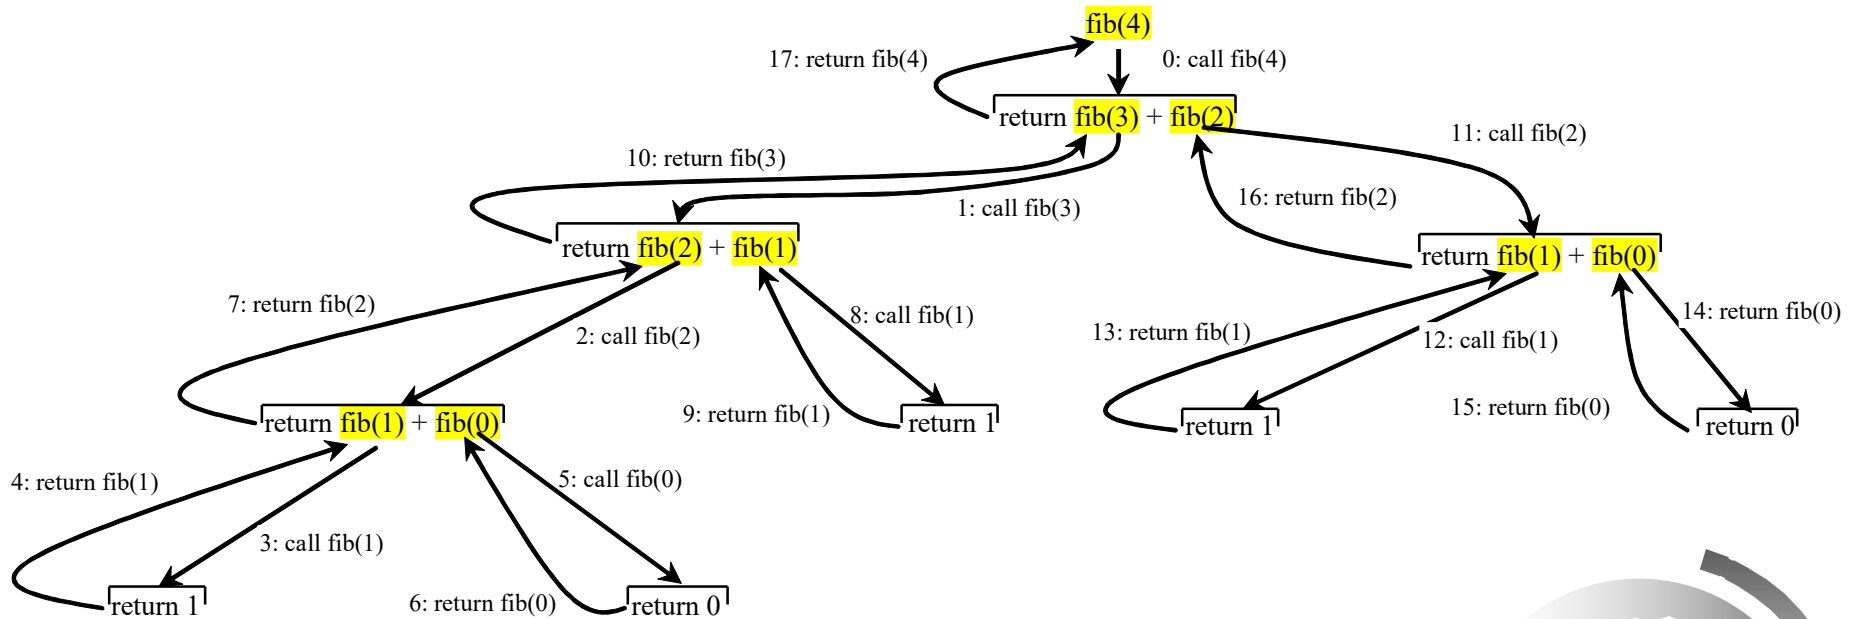 fib(4)
17: return fib(4)
0: call fib(4)
return fib(3) + fib(2)
11: call fib(2)
10: return fib(3)
16: return fib(2)
1: call fib(3)
return fib(2) + fib(1)
return fib(1) + fib(0)
7: return fib(2)
8: call fib(1)
14: return fib(0)
2: call fib(2)
13: return fib(1)
12: call fib(1)
9: return fib(1)
15: return fib(0)
return fib(1) + fib(0)
return 1
return 1
return 0
4: return fib(1)
5: call fib(0)
3: call fib(1)
6: return fib(0)
return 1
return 0